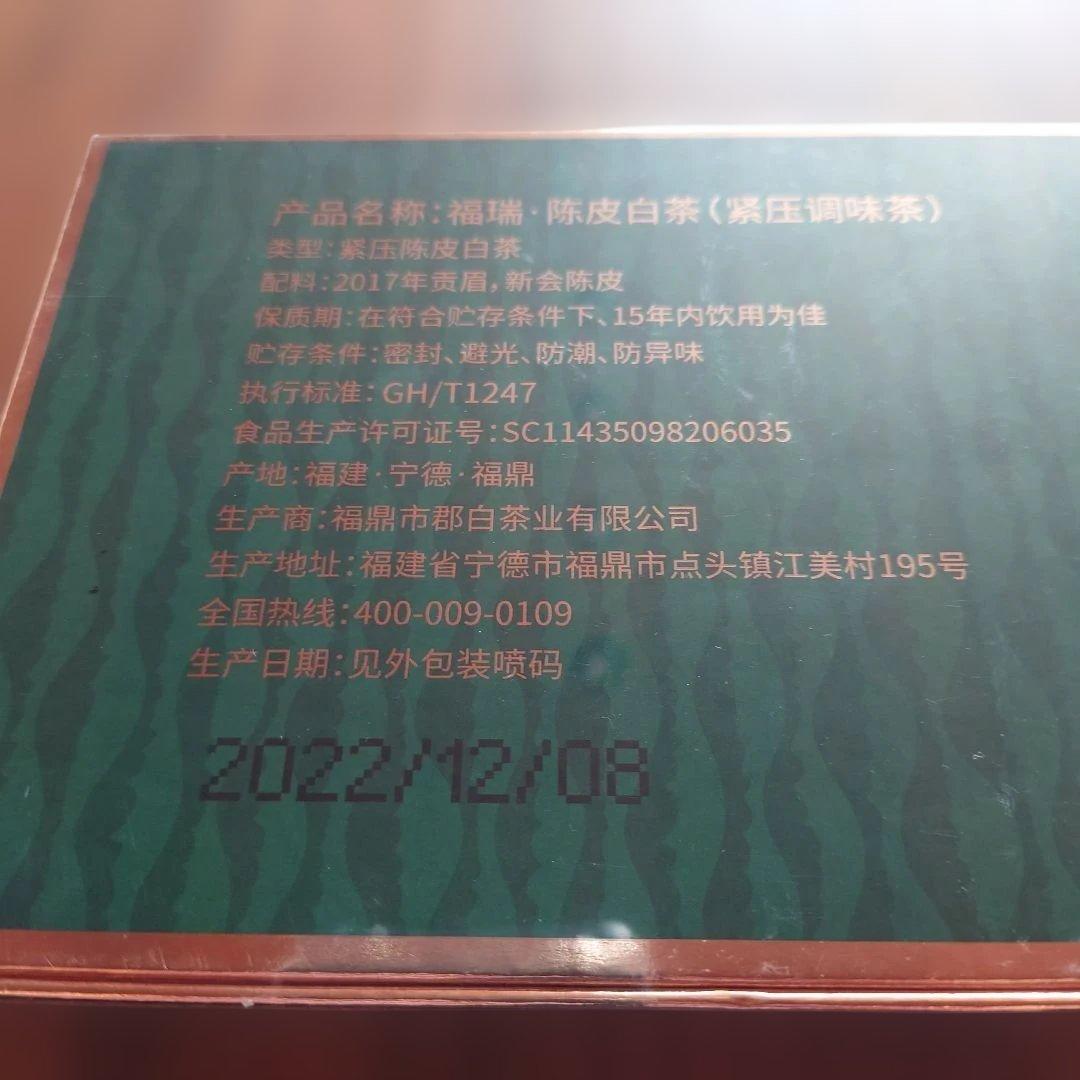 产品名称：福瑞·陈皮白茶（紧压调味茶）
类型：紧压陈皮白茶
配料：2017年贡眉，新会陈皮
保质期：在符合贮存条件下、15年内饮用为佳
贮存条件：密封、避光、防潮、防异味
执行标准：GH/T1247
食品生产许可证号：SC11435098206035
产地：福建·宁德·福鼎
生产商：福鼎市郡白茶业有限公司
生产地址：福建省宁德市福鼎市点头镇江美村195号
全国热线：400-009-0109
生产日期：见外包装喷码
2022/12/08